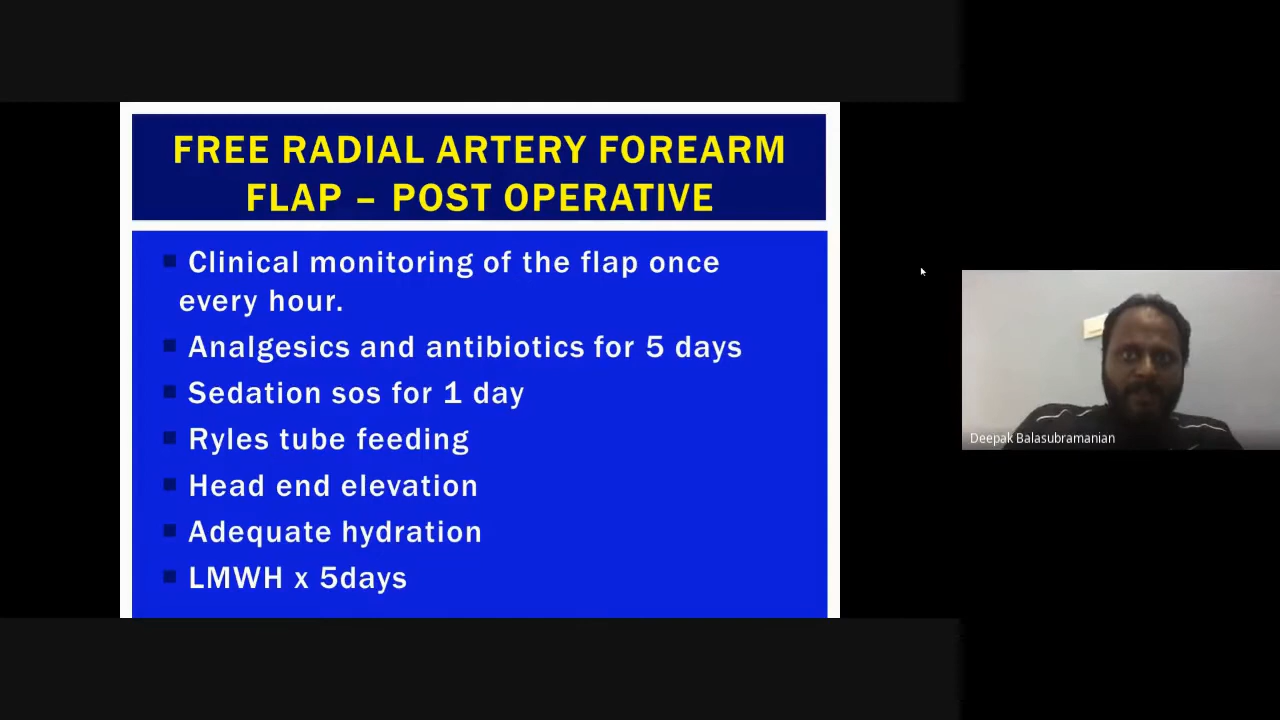 FREE RADIAL ARTERY FOREARM
FLAP – POST OPERATIVE
Clinical monitoring of the flap once
every hour.
Analgesics and antibiotics for 5 days
Sedation sos for 1 day
Ryles tube feeding
Head end elevation
Adequate hydration
LMWH x 5days
Deepak Balasubramanian